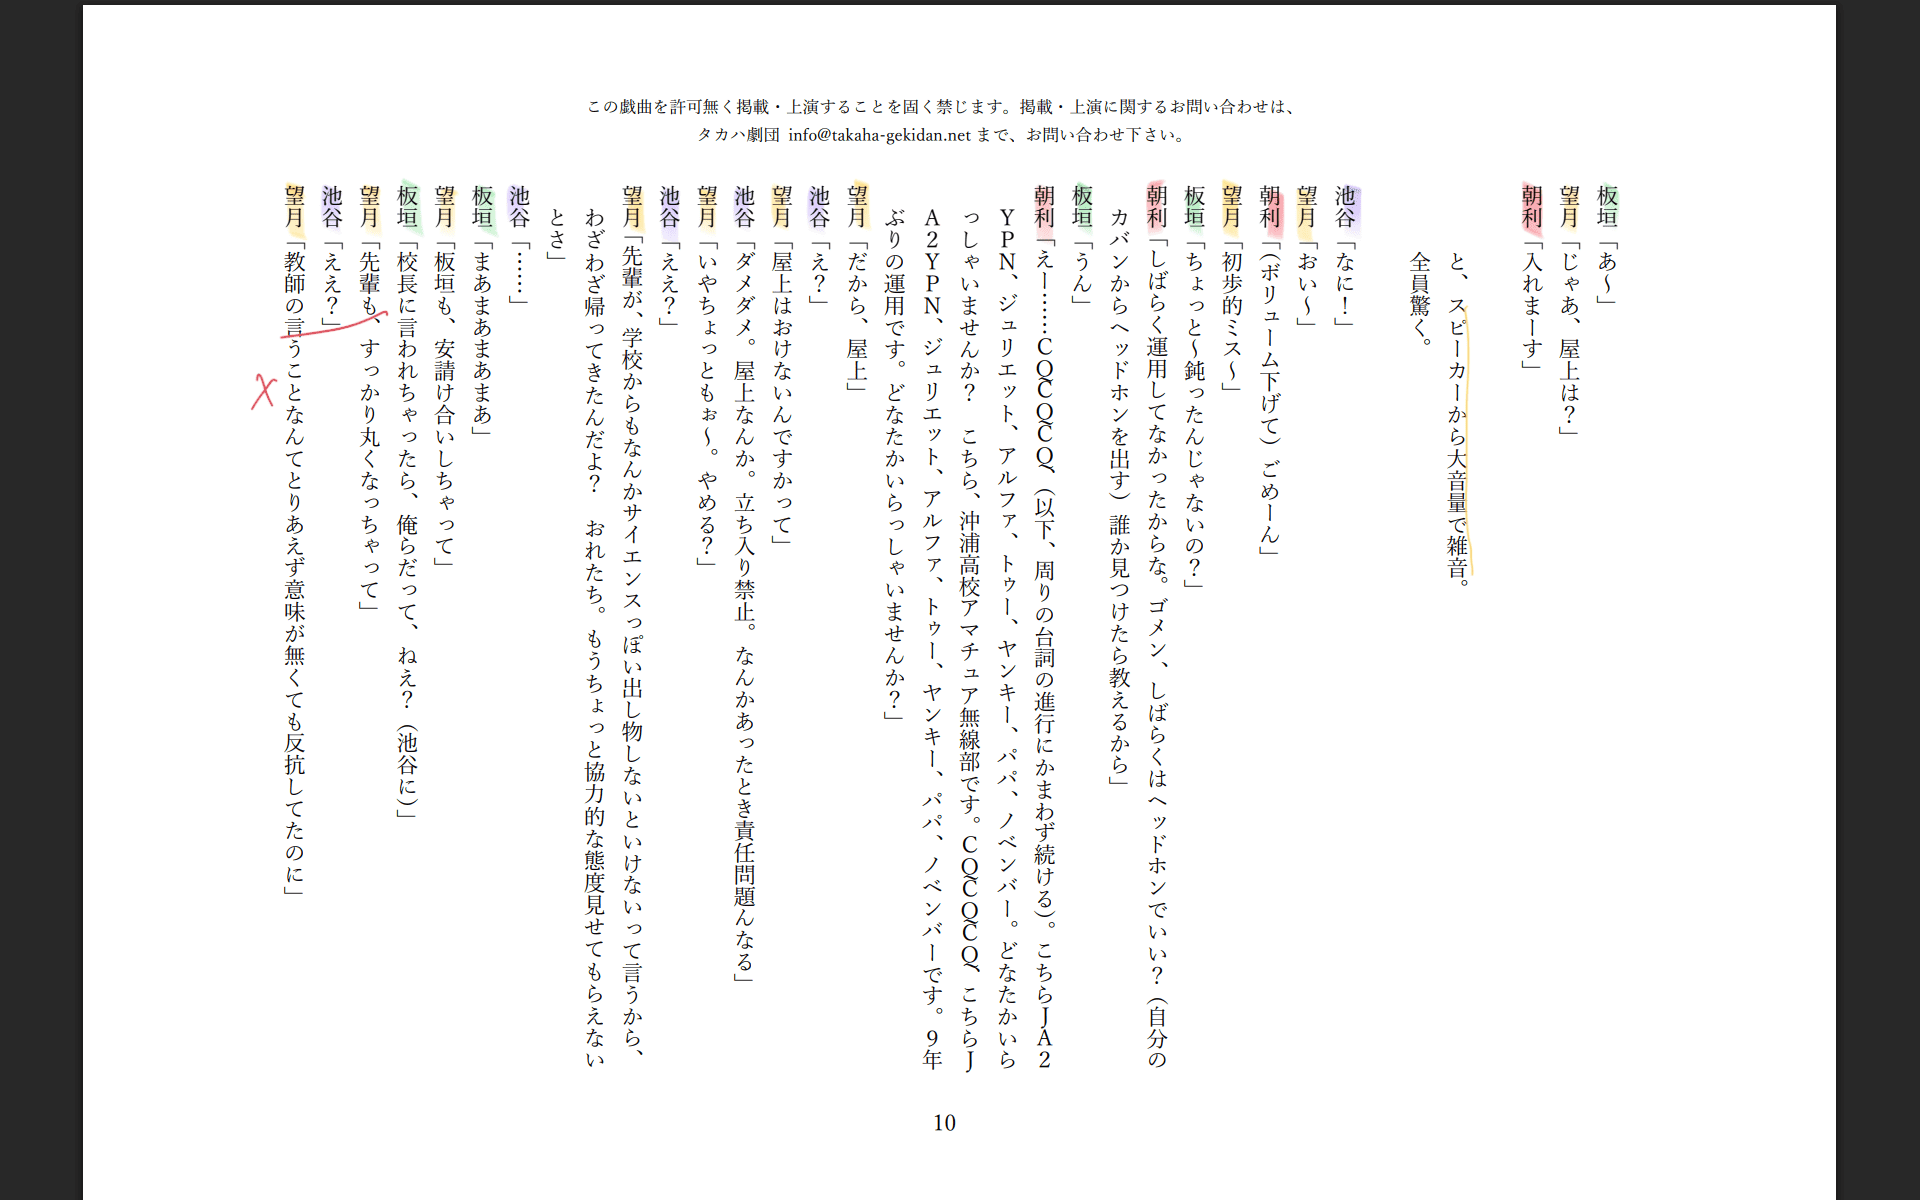 この戯曲を許可無く掲載・上演することを固く禁じます。掲載・上演に関するお問い合わせは、
タカハ劇団 info@takaha-gekidan.net まで、お問い合わせ下さい。
板垣「あ～」
望月「じゃあ、屋上は？」
朝利「入れまーす」
と、スピーカーから大音量で雑音。
全員驚く。
池谷「なに！」
望月「おい～」
朝利「（ボリューム下げて）ごめーん」
望月「初歩的ミス～」
板垣「ちょっと～鈍ったんじゃないの？」
朝利「しばらく運用してなかったからな。ゴメン、しばらくはヘッドホンでいい？（自分の
カバンからヘッドホンを出す）誰か見つけたら教えるから」
板垣「うん」
朝利「えー……ＣＱＣＱＣＱ、（以下、周りの台詞の進行にかまわず続ける）。こちらＪＡ２
ＹＰＮ、ジュリエット、アルファ、トゥー、ヤンキー、パパ、ノベンバー。どなたかいら
っしゃいませんか？　こちら、沖浦高校アマチュア無線部です。ＣＱＣＱＣＱ、こちらＪ
Ａ２ＹＰＮ、ジュリエット、アルファ、トゥー、ヤンキー、パパ、ノベンバーです。９年
ぶりの運用です。どなたかいらっしゃいませんか？」
望月「だから、屋上」
池谷「え？」
望月「屋上はおけないんですかって」
池谷「ダメダメ。屋上なんか。立ち入り禁止。なんかあったとき責任問題んなる」
望月「いやちょっともぉ～。やめる？」
池谷「ええ？」
望月「先輩が、学校からもなんかサイエンスっぽい出し物しないといけないって言うから、
わざわざ帰ってきたんだよ？　おれたち。もうちょっと協力的な態度見せてもらえない
とさ」
池谷「……」
板垣「まあまあまあまあ」
望月「板垣も、安請け合いしちゃって」
板垣「校長に言われちゃったら、俺らだって、ねえ？（池谷に）」
望月「先輩も、すっかり丸くなっちゃって」
池谷「ええ？」
望月「教師の言うことなんてとりあえず意味が無くても反抗してたのに」
X
10